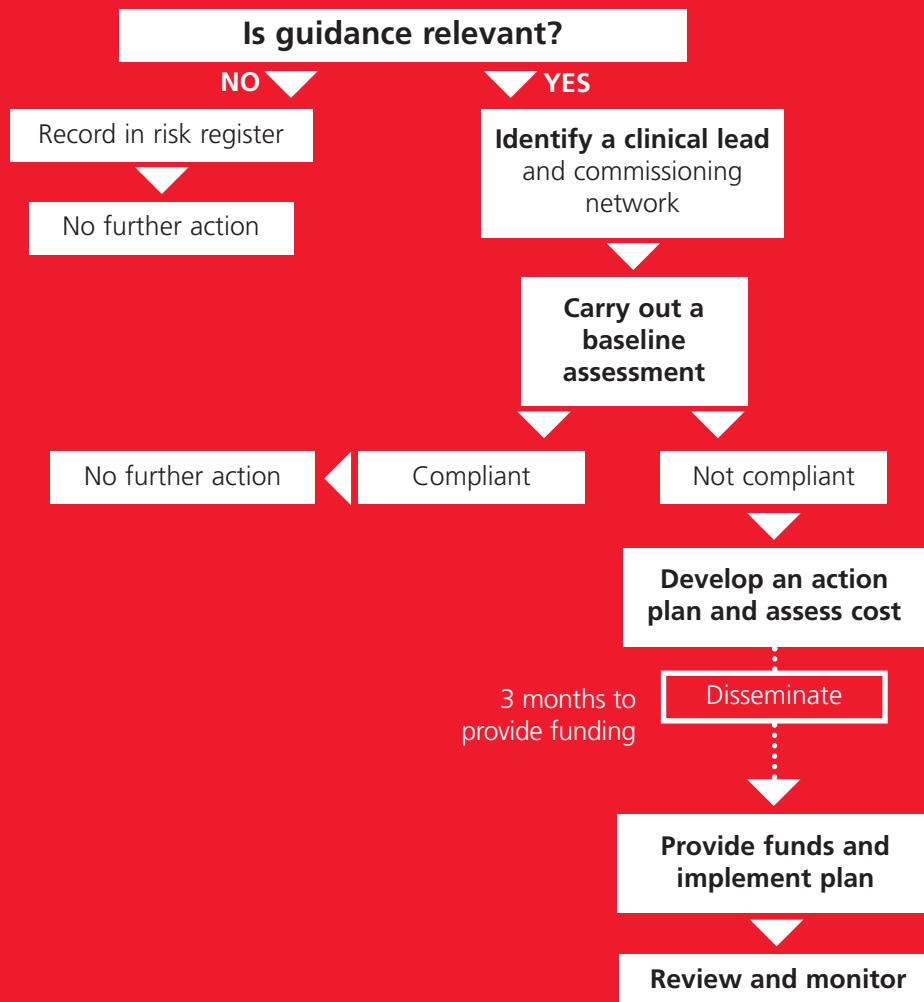 Is guidance relevant?
NO
YES
Record in risk register
No further action
Identify a clinical lead
and commissioning
network
Carry out a
baseline
assessment
No further action
Compliant
Not compliant
Develop an action
plan and assess cost
3 months to
provide funding
Disseminate
Provide funds and
implement plan
Review and monitor